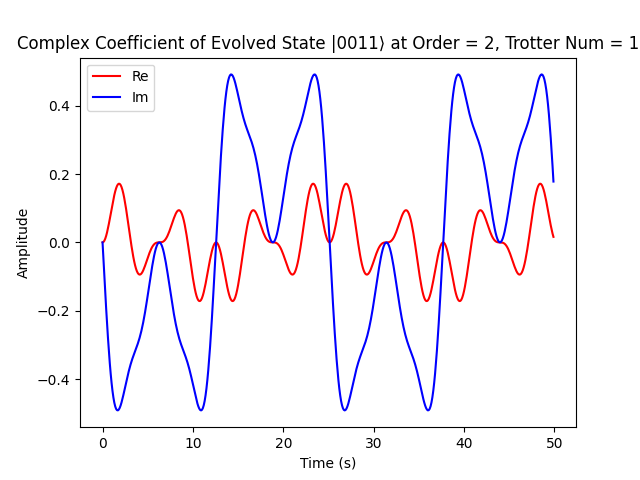 Complex Coefficient of Evolved State |0011⟩ at Order = 2, Trotter Num = 1
Re
Im
0.4
0.2
0.0
−0.2
−0.4
Amplitude
0 10 20 30 40 50
Time (s)